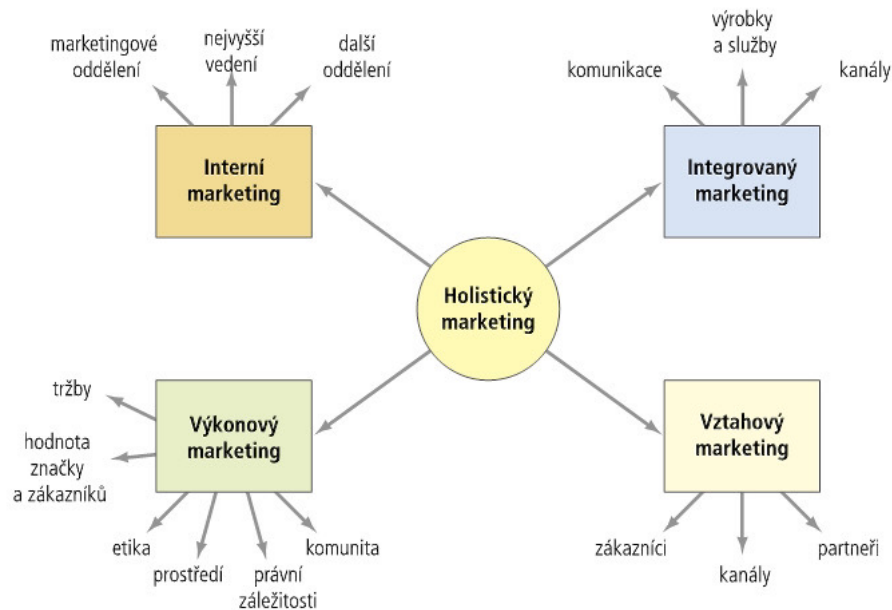 marketingové
oddělení
nejvyšší
vedení
další
oddělení
Interní
marketing
komunikace
výrobky
a služby
kanály
Integrovaný
marketing
Holistický
marketing
tržby
hodnota
značky
a zákazníků
Výkonový
marketing
etika
prostředí
právní
záležitosti
komunita
Vztahový
marketing
zákazníci
kanály
partneři